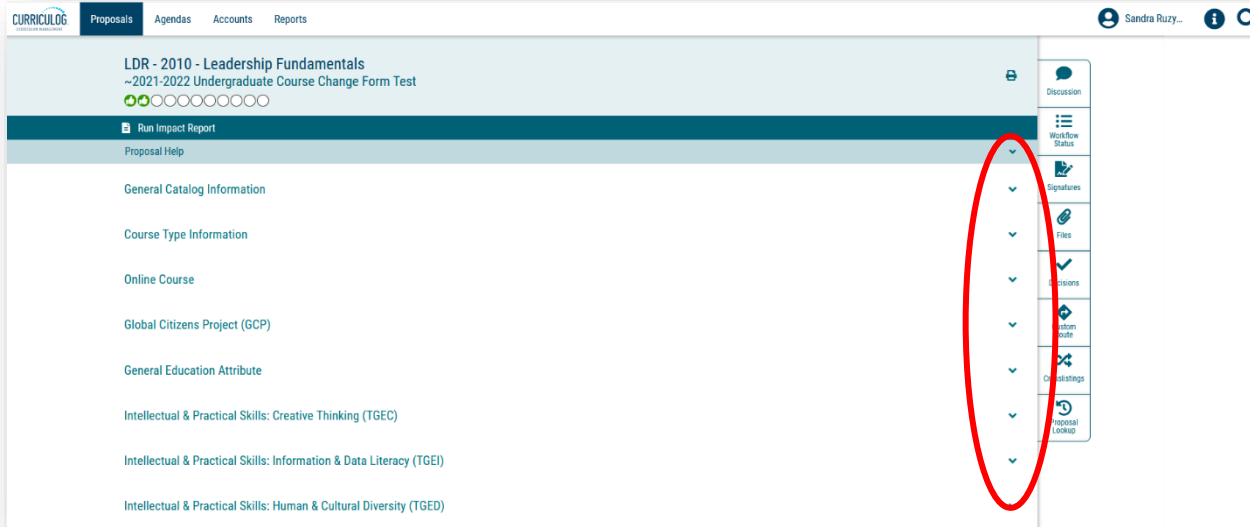 CURRICULOG
Proposals
Agendas
Accounts
Reports
Sandra Ruzy...
LDR - 2010 - Leadership Fundamentals
~2021-2022 Undergraduate Course Change Form Test
Run Impact Report
Proposal Help
General Catalog Information
Course Type Information
Online Course
Global Citizens Project (GCP)
General Education Attribute
Intellectual & Practical Skills: Creative Thinking (TGEC)
Intellectual & Practical Skills: Information & Data Literacy (TGEI)
Intellectual & Practical Skills: Human & Cultural Diversity (TGED)
Discussion
Workflow
Status
Signatures
Files
Decisions
Custom
Route
Crosslistings
Proposal
Lookup